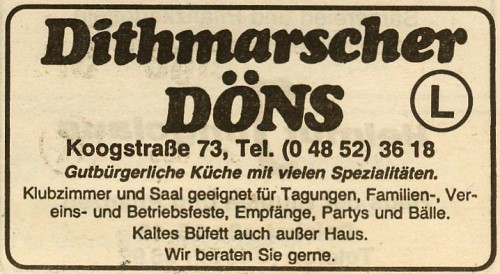 Dithmarscher
DÖNS
L
Koogstraße 73, Tel. (0 48 52) 36 18
Gutbürgerliche Küche mit vielen Spezialitäten.
Klubzimmer und Saal geeignet für Tagungen, Familien-, Ver-
eins- und Betriebsfeste, Empfänge, Partys und Bälle.
Kaltes Büfett auch außer Haus.
Wir beraten Sie gerne.